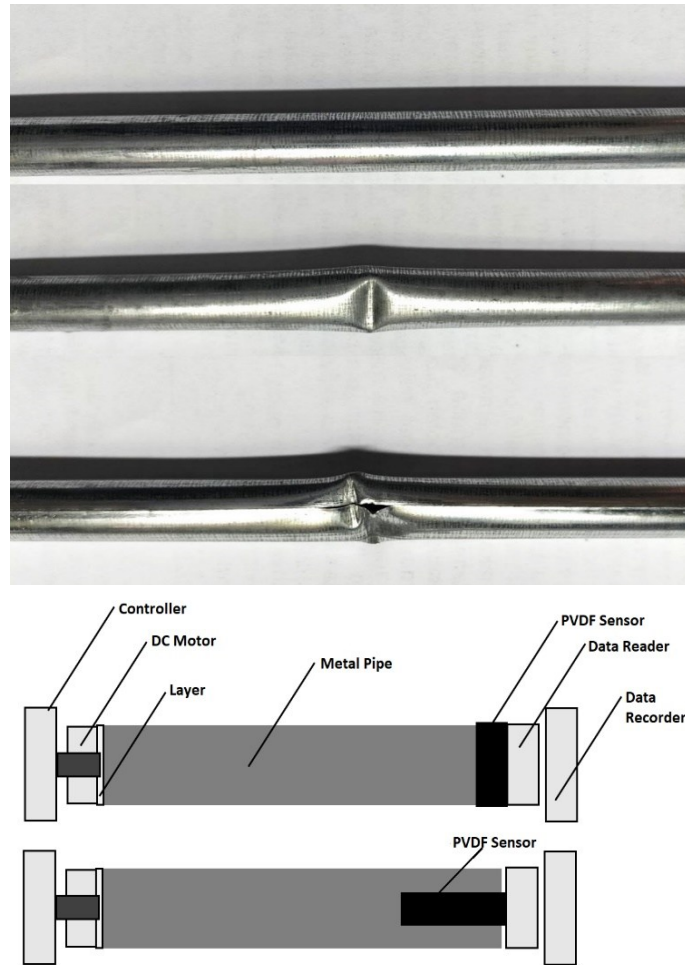 Controller
DC Motor
Layer
Metal Pipe
PVDF Sensor
Data Reader
Data
Recorder
PVDF Sensor